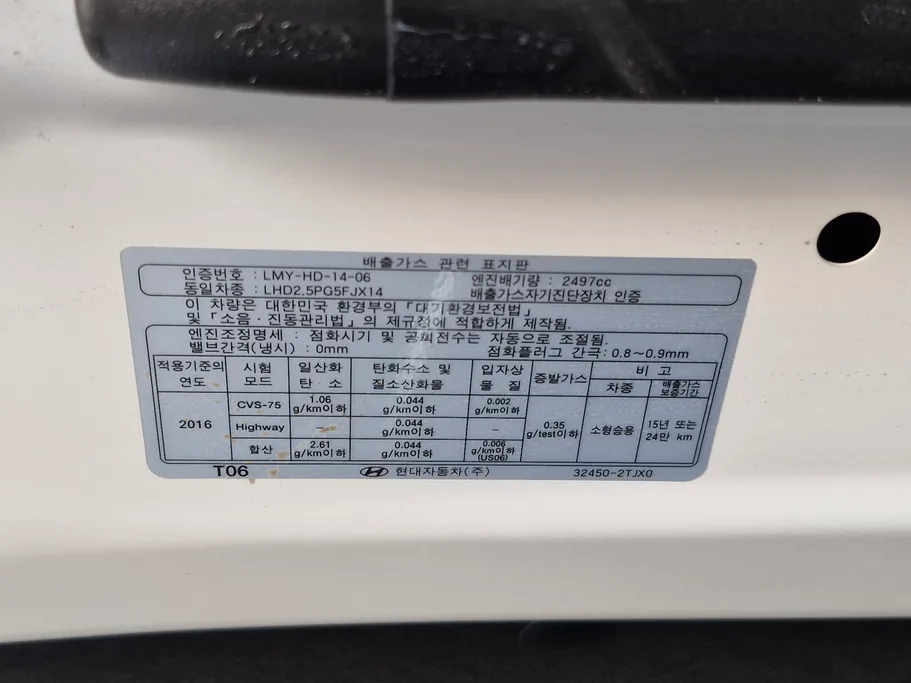 배출가스 관련 표지판
인증번호 : LMY-HD-14-06 엔진배기량 : 2497cc
동일차종 : LHD2.5PG5FJX14 배출가스자기진단장치 인증
이 차량은 대한민국 환경부의 「대기환경보전법」
및 「소음·진동관리법」의 제규정에 적합하게 제작됨.
엔진조정명세 : 점화시기 및 공회전수는 자동으로 조절됨.
밸브간격(냉시) : 0mm 점화플러그 간극: 0.8~0.9mm
적용기준의 시험 일산화 탄화수소 및 입자상 증발가스 비 고
연도 모드 탄 소 질소산화물 물 질 차종 배출가스
보증기간
CVS-75 1.06 0.044 0.002
g/km이하 g/km이하 g/km이하
2016 Highway – 0.044 – 0.35 소형승용 15년 또는
g/km이하 g/test이하 24만 km
합산 2.61 0.044 0.006
g/km이하 g/km이하 g/km이하
(US06)
T06 현대자동차(주) 32450-2TJX0